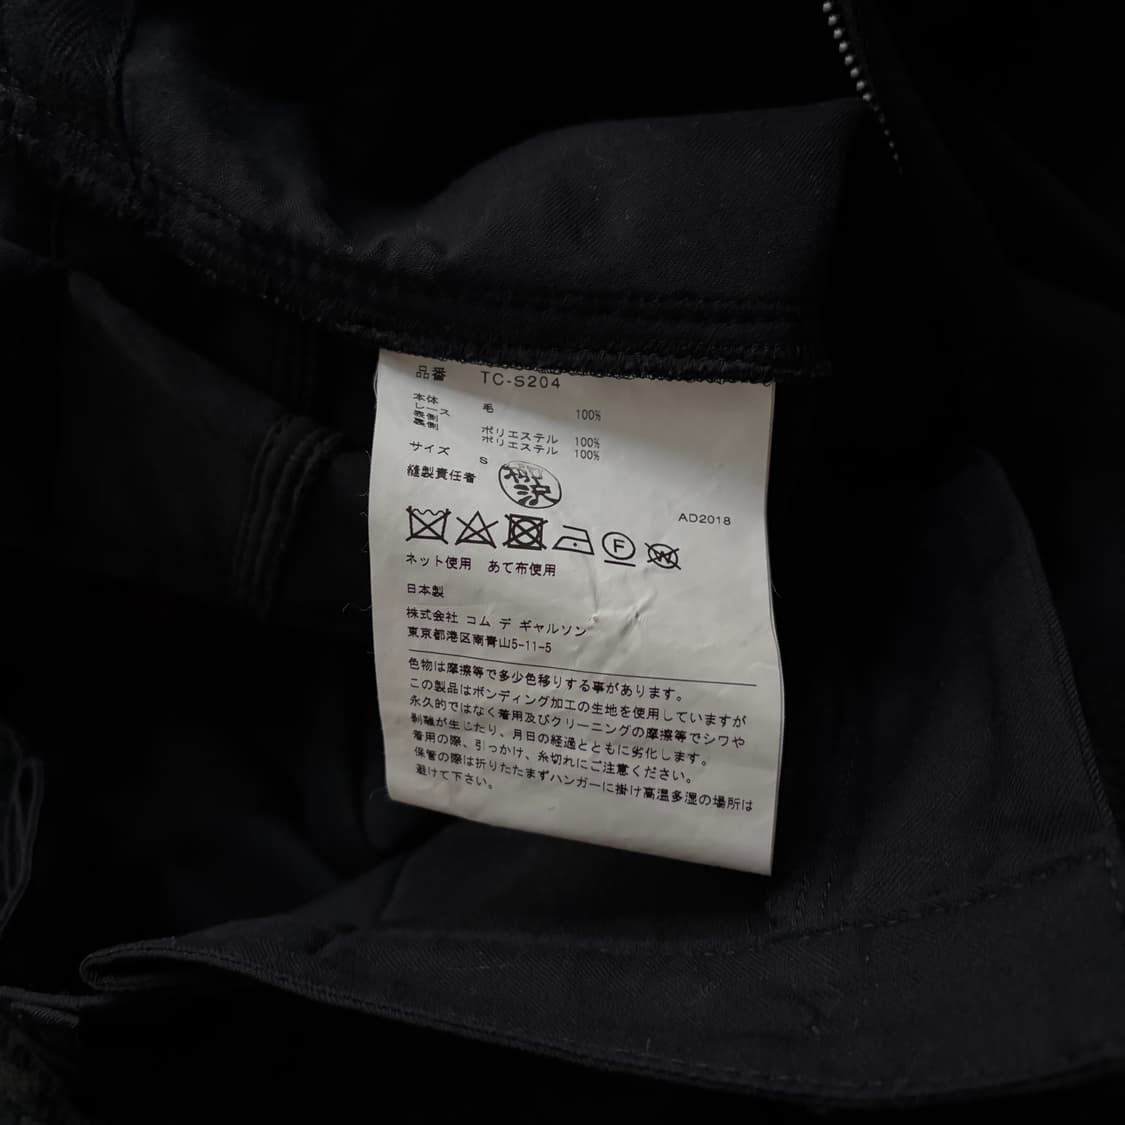 品番 TC-S204
本体 毛 100%
レース
表側 ポリエステル 100%
裏側 ポリエステル 100%
サイズ S
縫製責任者 柳沢
AD2018
F
W
ネット使用 あて布使用
日本製
株式会社 コム デ ギャルソン
東京都港区南青山5-11-5
色物は摩擦等で多少色移りする事があります。
この製品はボンディング加工の生地を使用していますが
永久的ではなく着用及びクリーニングの摩擦等でシワや
剥離が生じたり、月日の経過とともに劣化します。
着用の際、引っかけ、糸切れにご注意ください。
保管の際は折りたたまずハンガーに掛け高温多湿の場所は
避けて下さい。